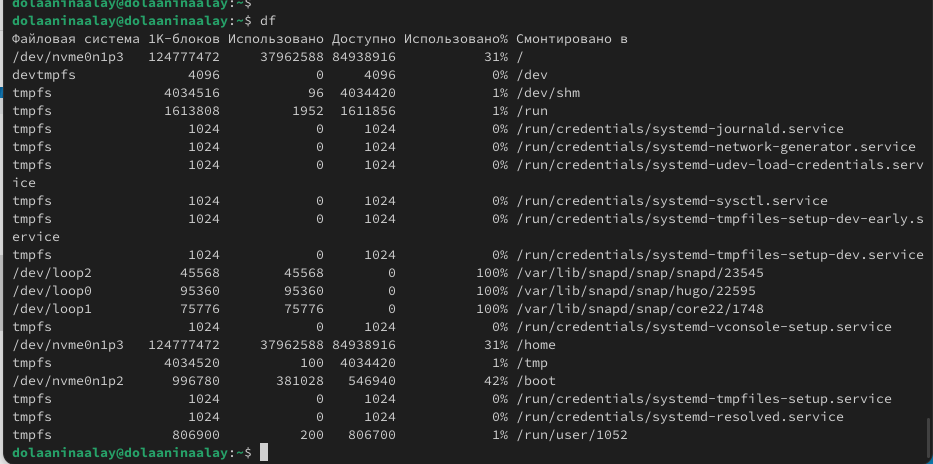 dolaaninaalay@dolaaninaalay:~$
dolaaninaalay@dolaaninaalay:~$ df
Файловая система 1K-блоков Использовано Доступно Использовано% Смонтировано в
/dev/nvme0n1p3 124777472 37962588 84938916 31% /
devtmpfs 4096 0 4096 0% /dev
tmpfs 4034516 96 4034420 1% /dev/shm
tmpfs 1613808 1952 1611856 1% /run
tmpfs 1024 0 1024 0% /run/credentials/systemd-journald.service
tmpfs 1024 0 1024 0% /run/credentials/systemd-network-generator.service
tmpfs 1024 0 1024 0% /run/credentials/systemd-udev-load-credentials.serv
ice
tmpfs 1024 0 1024 0% /run/credentials/systemd-sysctl.service
tmpfs 1024 0 1024 0% /run/credentials/systemd-tmpfiles-setup-dev-early.s
ervice
tmpfs 1024 0 1024 0% /run/credentials/systemd-tmpfiles-setup-dev.service
/dev/loop2 45568 45568 0 100% /var/lib/snapd/snap/snapd/23545
/dev/loop0 95360 95360 0 100% /var/lib/snapd/snap/hugo/22595
/dev/loop1 75776 75776 0 100% /var/lib/snapd/snap/core22/1748
tmpfs 1024 0 1024 0% /run/credentials/systemd-vconsole-setup.service
/dev/nvme0n1p3 124777472 37962588 84938916 31% /home
tmpfs 4034520 100 4034420 1% /tmp
/dev/nvme0n1p2 996780 381028 546940 42% /boot
tmpfs 1024 0 1024 0% /run/credentials/systemd-tmpfiles-setup.service
tmpfs 1024 0 1024 0% /run/credentials/systemd-resolved.service
tmpfs 806900 200 806700 1% /run/user/1052
dolaaninaalay@dolaaninaalay:~$